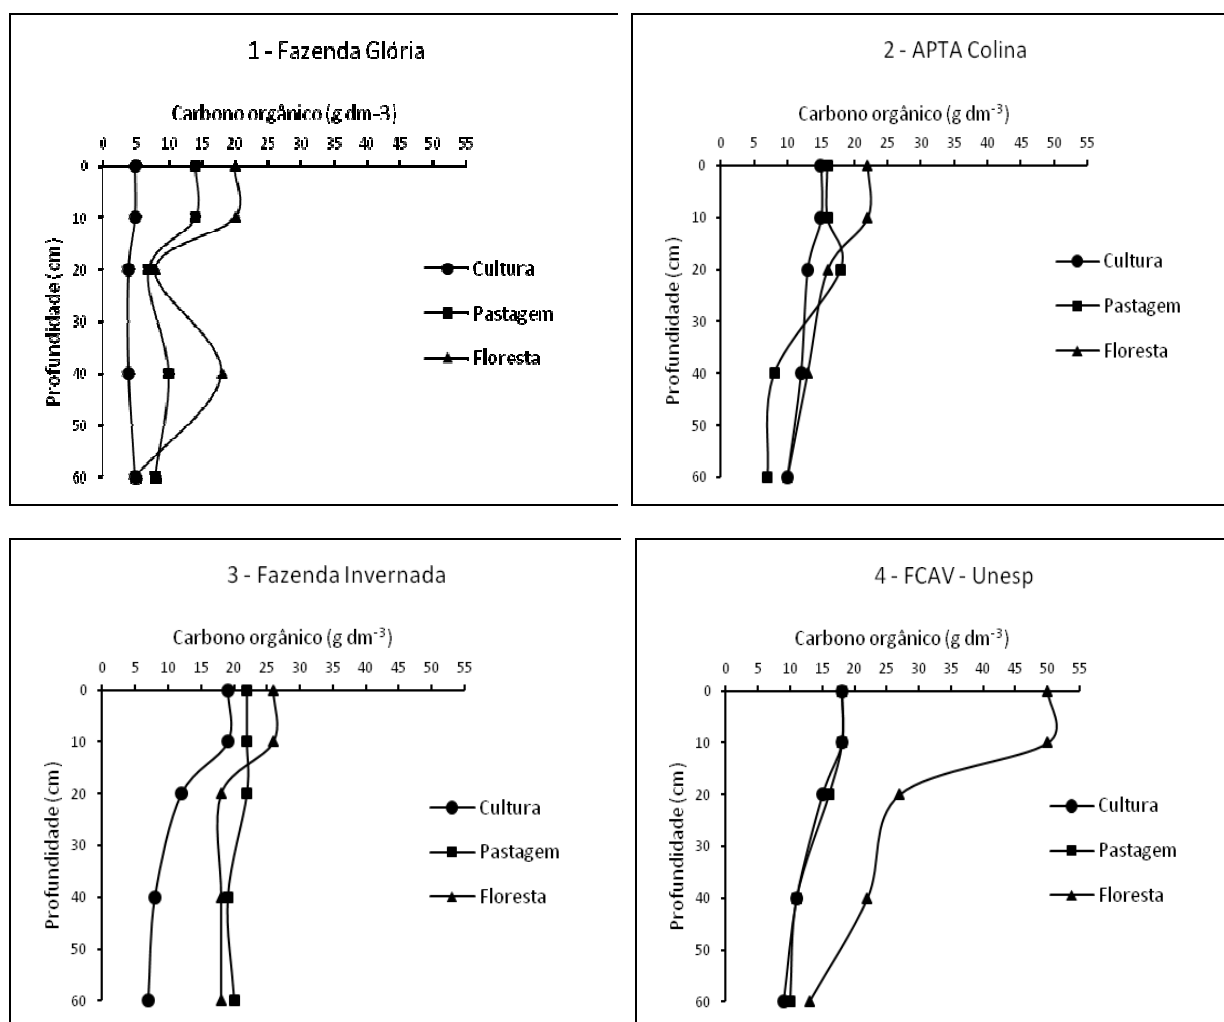 1 - Fazenda Glória
Carbono orgânico (g dm-3)
0 5 10 15 20 25 30 35 40 45 50 55
0
10
20
30
40
50
60
Profundidade (cm)
Cultura
Pastagem
Floresta
2 - APTA Colina
Carbono orgânico (g dm-3)
0 5 10 15 20 25 30 35 40 45 50 55
0
10
20
30
40
50
60
Profundidade (cm)
Cultura
Pastagem
Floresta
3 - Fazenda Invernada
Carbono orgânico (g dm-3)
0 5 10 15 20 25 30 35 40 45 50 55
0
10
20
30
40
50
60
Profundidade (cm)
Cultura
Pastagem
Floresta
4 - FCAV - Unesp
Carbono orgânico (g dm-3)
0 5 10 15 20 25 30 35 40 45 50 55
0
10
20
30
40
50
60
Profundidade (cm)
Cultura
Pastagem
Floresta